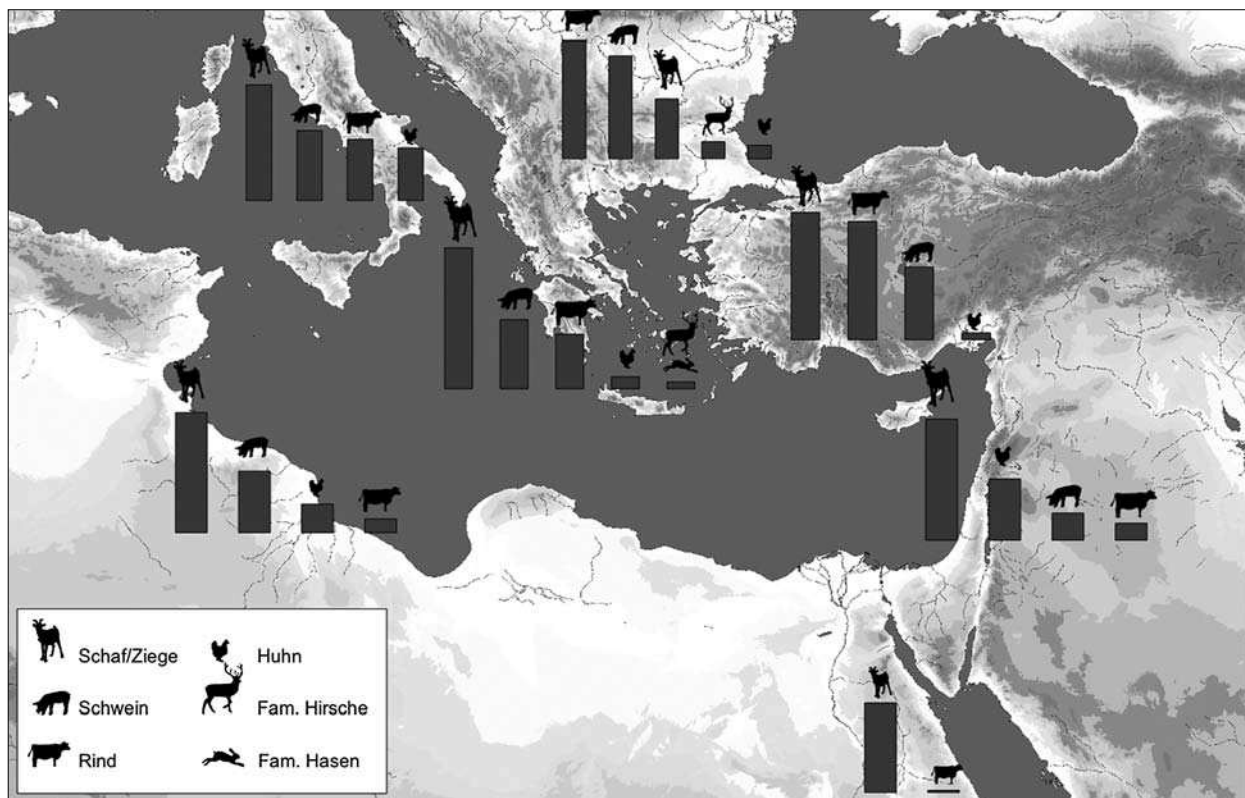 Schaf/Ziege
Huhn
Schwein
Fam. Hirsche
Rind
Fam. Hasen